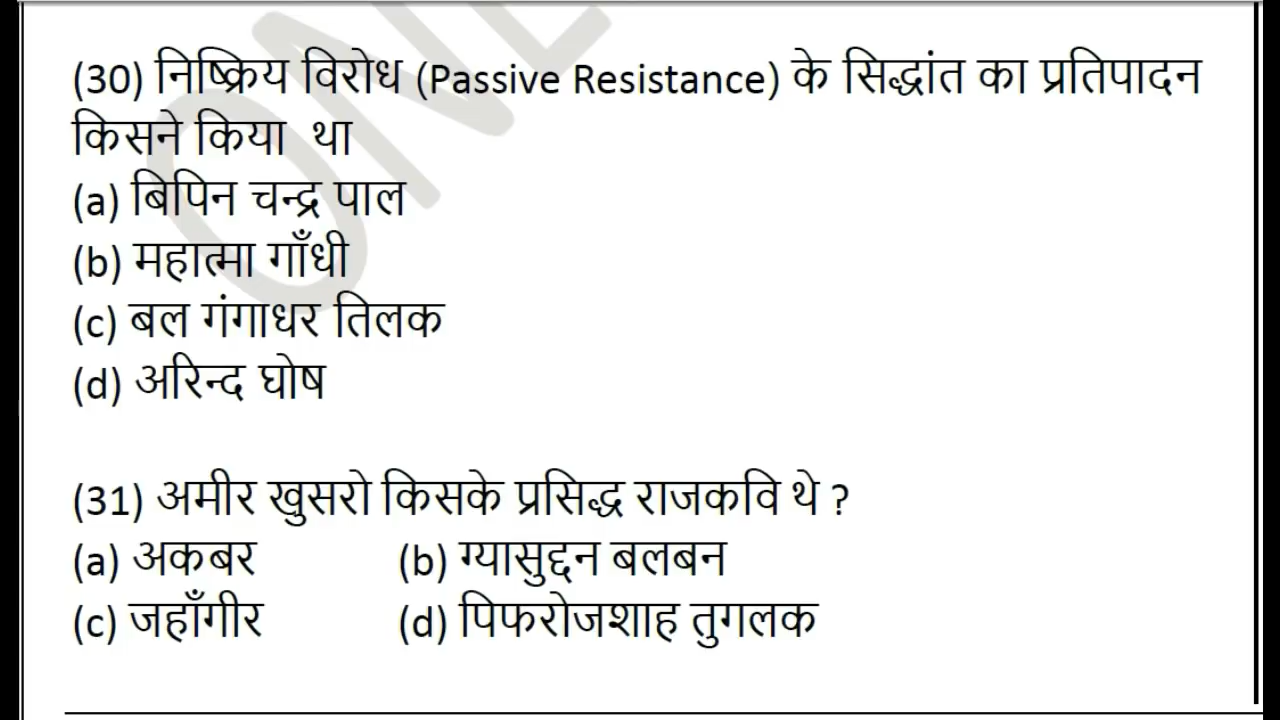 (30) निष्क्रिय विरोध (Passive Resistance) के सिद्धांत का प्रतिपादन
किसने किया था
(a) बिपिन चन्द्र पाल
(b) महात्मा गाँधी
(c) बल गंगाधर तिलक
(d) अरिन्द घोष
(31) अमीर खुसरो किसके प्रसिद्ध राजकवि थे ?
(a) अकबर (b) ग्यासुद्दन बलबन
(c) जहाँगीर (d) पिफरोजशाह तुगलक